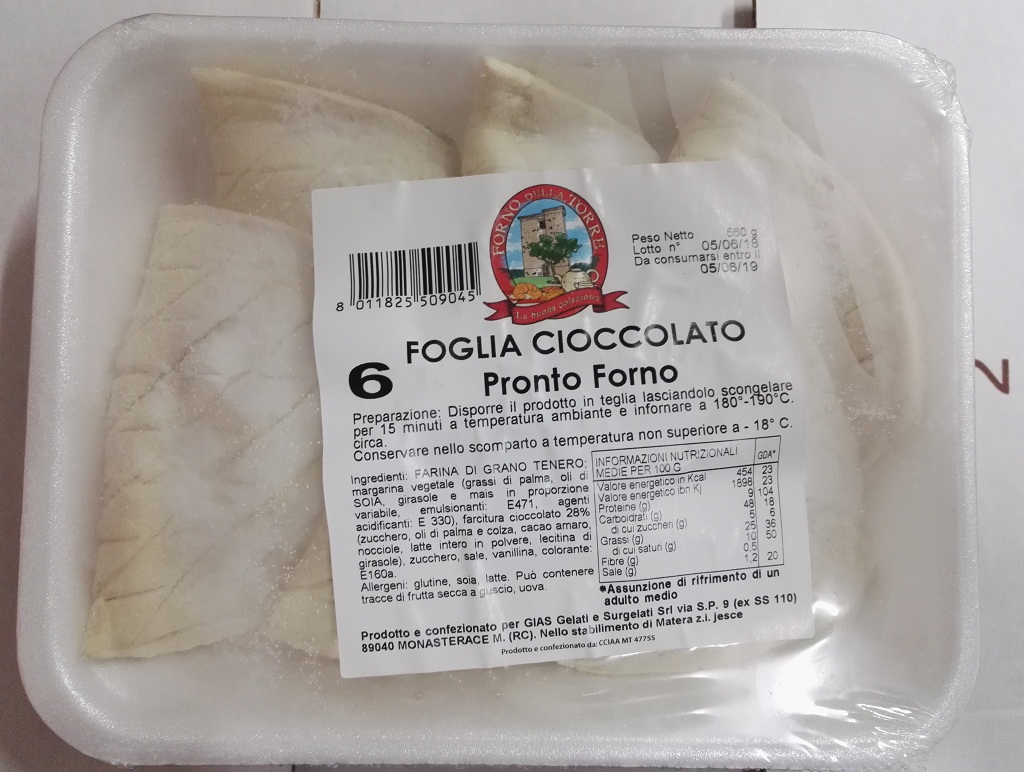 FORNO DELLA TORRE
La buona colazione
Peso Netto 560 g
Lotto n° 05/06/18
Da consumarsi entro il
05/06/19
8 011825 509045
FOGLIA CIOCCOLATO
6 Pronto Forno
Preparazione: Disporre il prodotto in teglia lasciandolo scongelare
per 15 minuti a temperatura ambiante e infornare a 180°-190°C.
circa.
Conservare nello scomparto a temperatura non superiore a - 18° C.
Ingredienti: FARINA DI GRANO TENERO;
margarina vegetale (grassi di palma, oli di
SOIA, girasole e mais in proporzione
variabile, emulsionanti: E471, agenti
acidificanti: E 330), farcitura cioccolato 28%
(zucchero, oli di palma e colza, cacao amaro,
nocciole, latte intero in polvere, lecitina di
girasole), zucchero, sale, vanillina, colorante:
E160a.
Allergeni: glutine, soia, latte. Può contenere
tracce di frutta secca a guscio, uova.
INFORMAZIONI NUTRIZIONALI GDA*
MEDIE PER 100 G
Valore energetico in Kcal 454 23
Valore energetico ibn Kj 1898 23
Proteine (g) 9 104
Carboidrati (g) 48 18
di cui zuccheri (g) 5 6
Grassi (g) 25 36
di cui saturi (g) 10 50
Fibre (g) 0,5
Sale (g) 1,2 20
*Assunzione di rifrimento di un
adulto medio
Prodotto e confezionato per GIAS Gelati e Surgelati Srl via S.P. 9 (ex SS 110)
89040 MONASTERACE M. (RC). Nello stabilimento di Matera z.i. jesce
Prodotto e confezionato da: CCIAA MT 47755